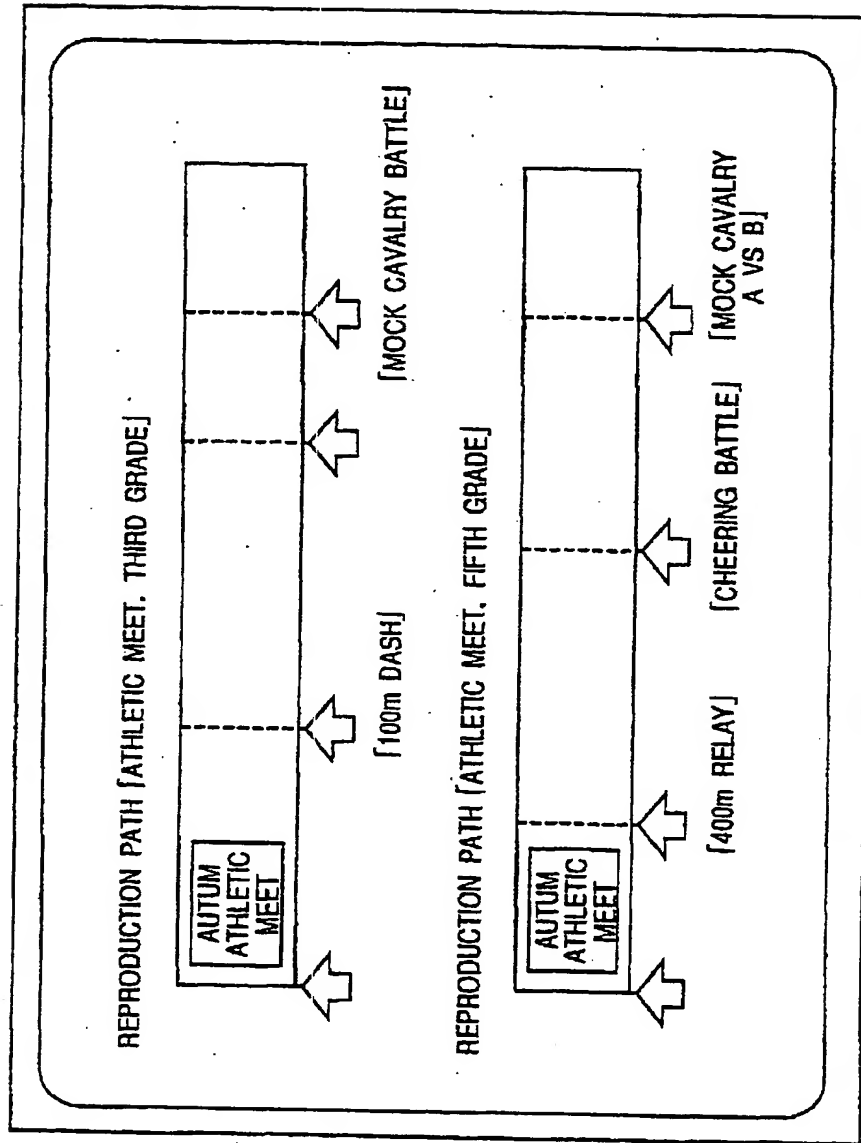 REPRODUCTION PATH ⌈ATHLETIC MEET. THIRD GRADE⌋
AUTUM
ATHLETIC
MEET
⌈100m DASH⌋
⌈MOCK CAVALRY BATTLE⌋
REPRODUCTION PATH ⌈ATHLETIC MEET. FIFTH GRADE⌋
AUTUM
ATHLETIC
MEET
⌈400m RELAY⌋
⌈CHEERING BATTLE⌋
⌈MOCK CAVALRY
A VS B⌋